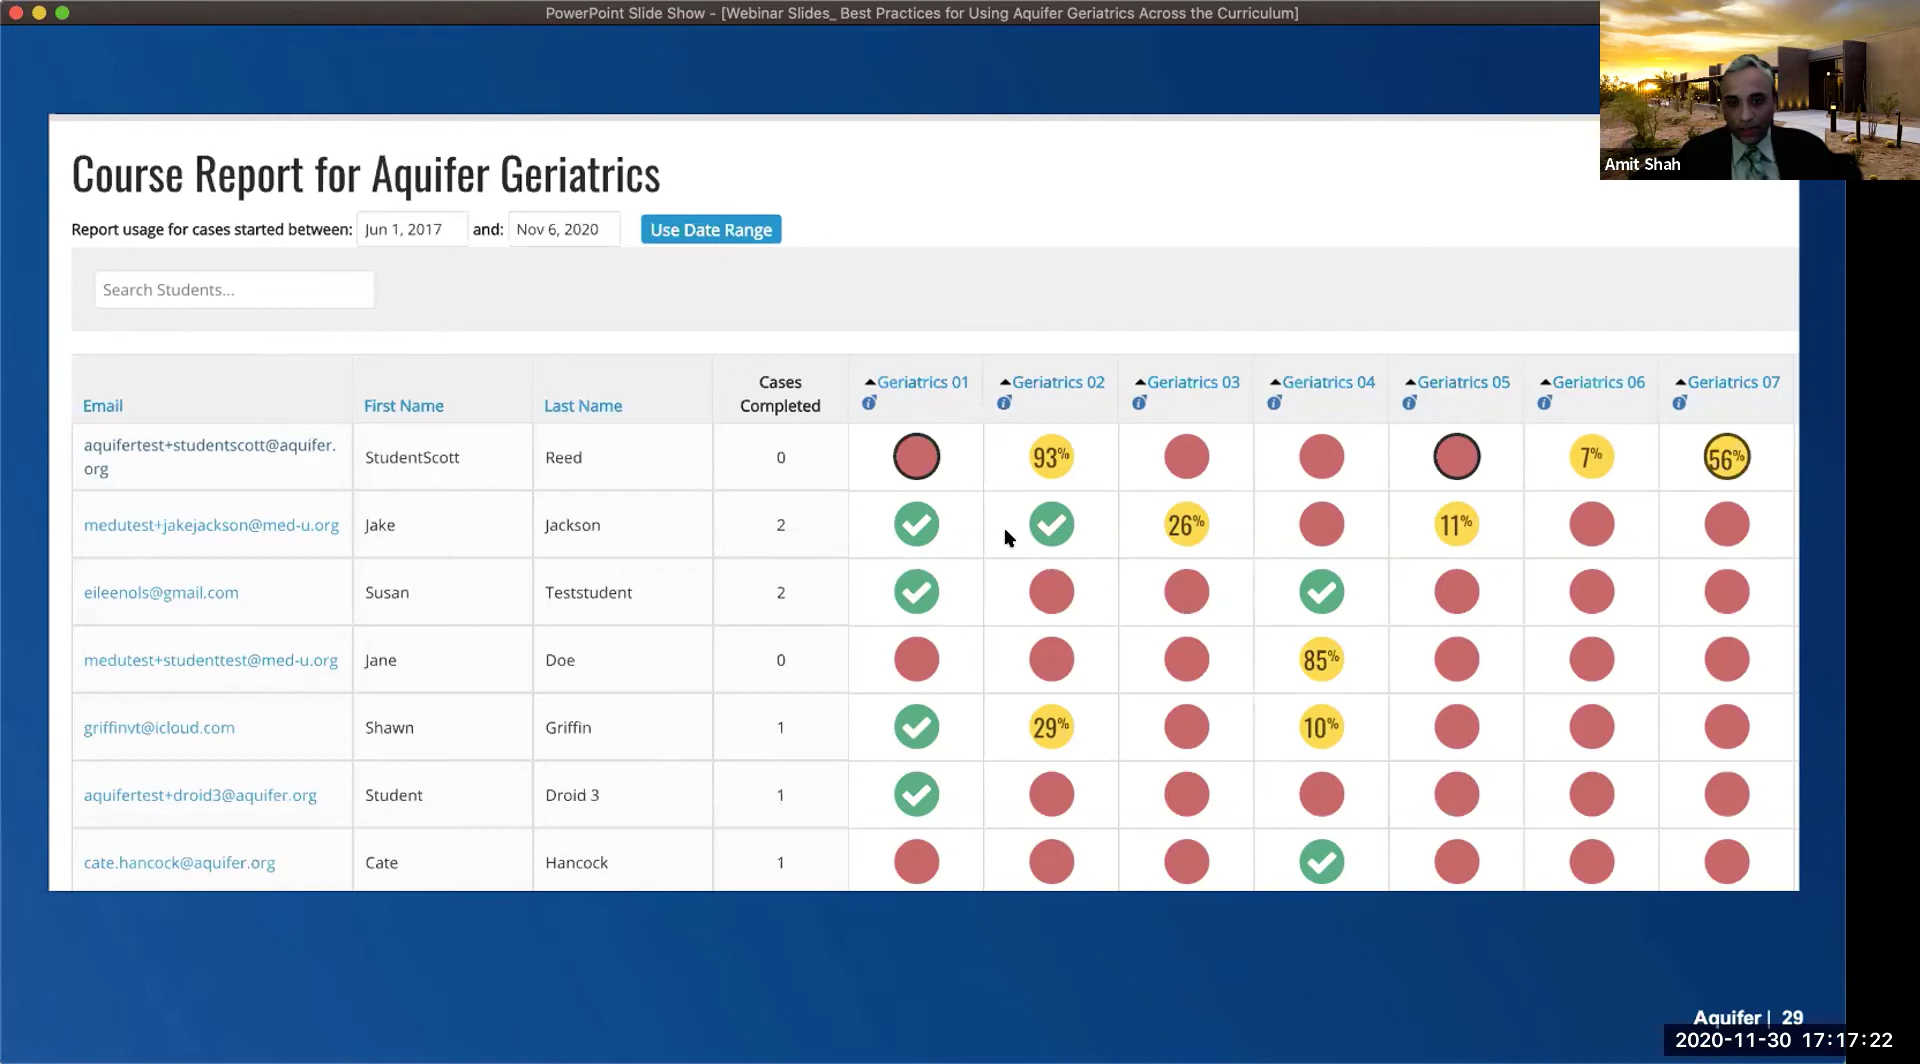 PowerPoint Slide Show - [Webinar Slides_ Best Practices for Using Aquifer Geriatrics Across the Curriculum]
Amit Shah
Course Report for Aquifer Geriatrics
Report usage for cases started between: Jun 1, 2017 and: Nov 6, 2020 Use Date Range
Search Students...
Email First Name Last Name Cases Completed Geriatrics 01 Geriatrics 02 Geriatrics 03 Geriatrics 04 Geriatrics 05 Geriatrics 06 Geriatrics 07
aquifertest+studentscott@aquifer.
org StudentScott Reed 0 93% 7% 56%
medutest+jakejackson@med-u.org Jake Jackson 2 26% 11%
eileenols@gmail.com Susan Teststudent 2
medutest+studenttest@med-u.org Jane Doe 0 85%
griffinvt@icloud.com Shawn Griffin 1 29% 10%
aquifertest+droid3@aquifer.org Student Droid 3 1
cate.hancock@aquifer.org Cate Hancock 1
Aquifer | 29
2020-11-30 17:17:22